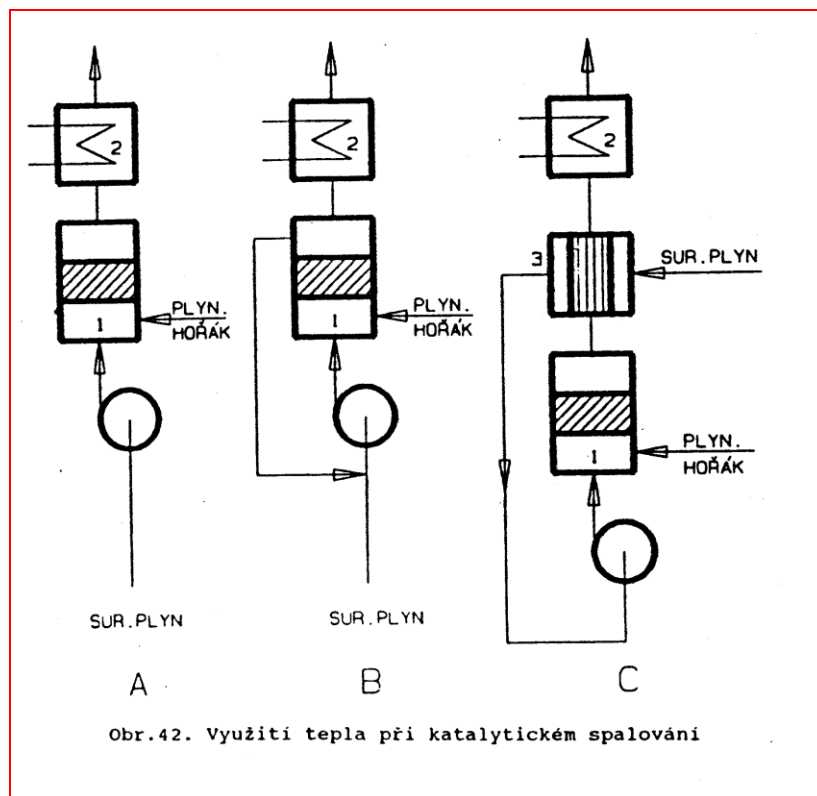 2
2
2
3
SUR.PLYN
1
PLYN.
HOŘÁK
1
PLYN.
HOŘÁK
1
PLYN.
HOŘÁK
SUR.PLYN
SUR.PLYN
A
B
C
Obr.42. Využití tepla při katalytickém spalování